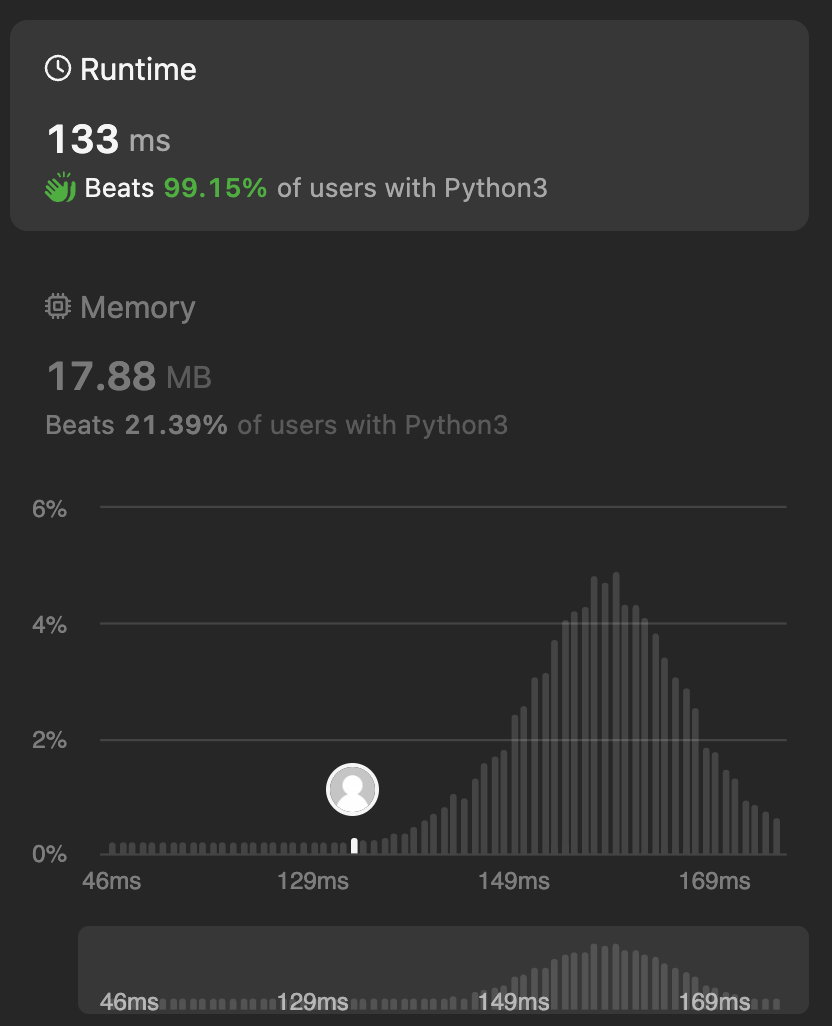 Runtime
133 ms
Beats 99.15% of users with Python3
Memory
17.88 MB
Beats 21.39% of users with Python3
6%
4%
2%
0%
46ms 129ms 149ms 169ms
46ms 129ms 149ms 169ms